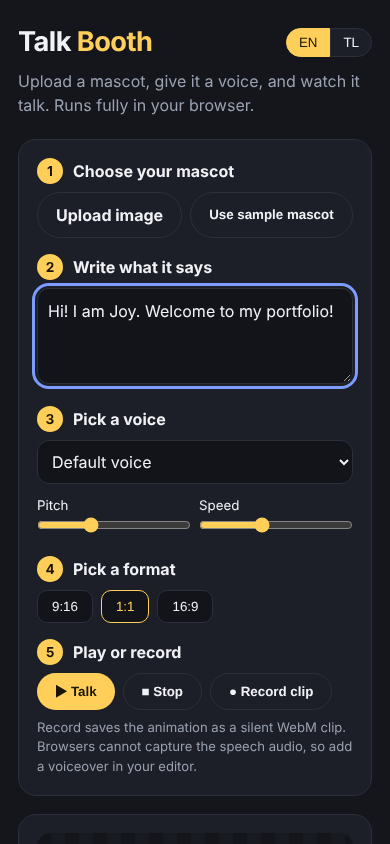 Talk Booth
EN TL
Upload a mascot, give it a voice, and watch it
talk. Runs fully in your browser.
1 Choose your mascot
Upload image Use sample mascot
2 Write what it says
Hi! I am Joy. Welcome to my portfolio!
3 Pick a voice
Default voice
Pitch Speed
4 Pick a format
9:16 1:1 16:9
5 Play or record
▶ Talk ■ Stop ● Record clip
Record saves the animation as a silent WebM clip.
Browsers cannot capture the speech audio, so add
a voiceover in your editor.